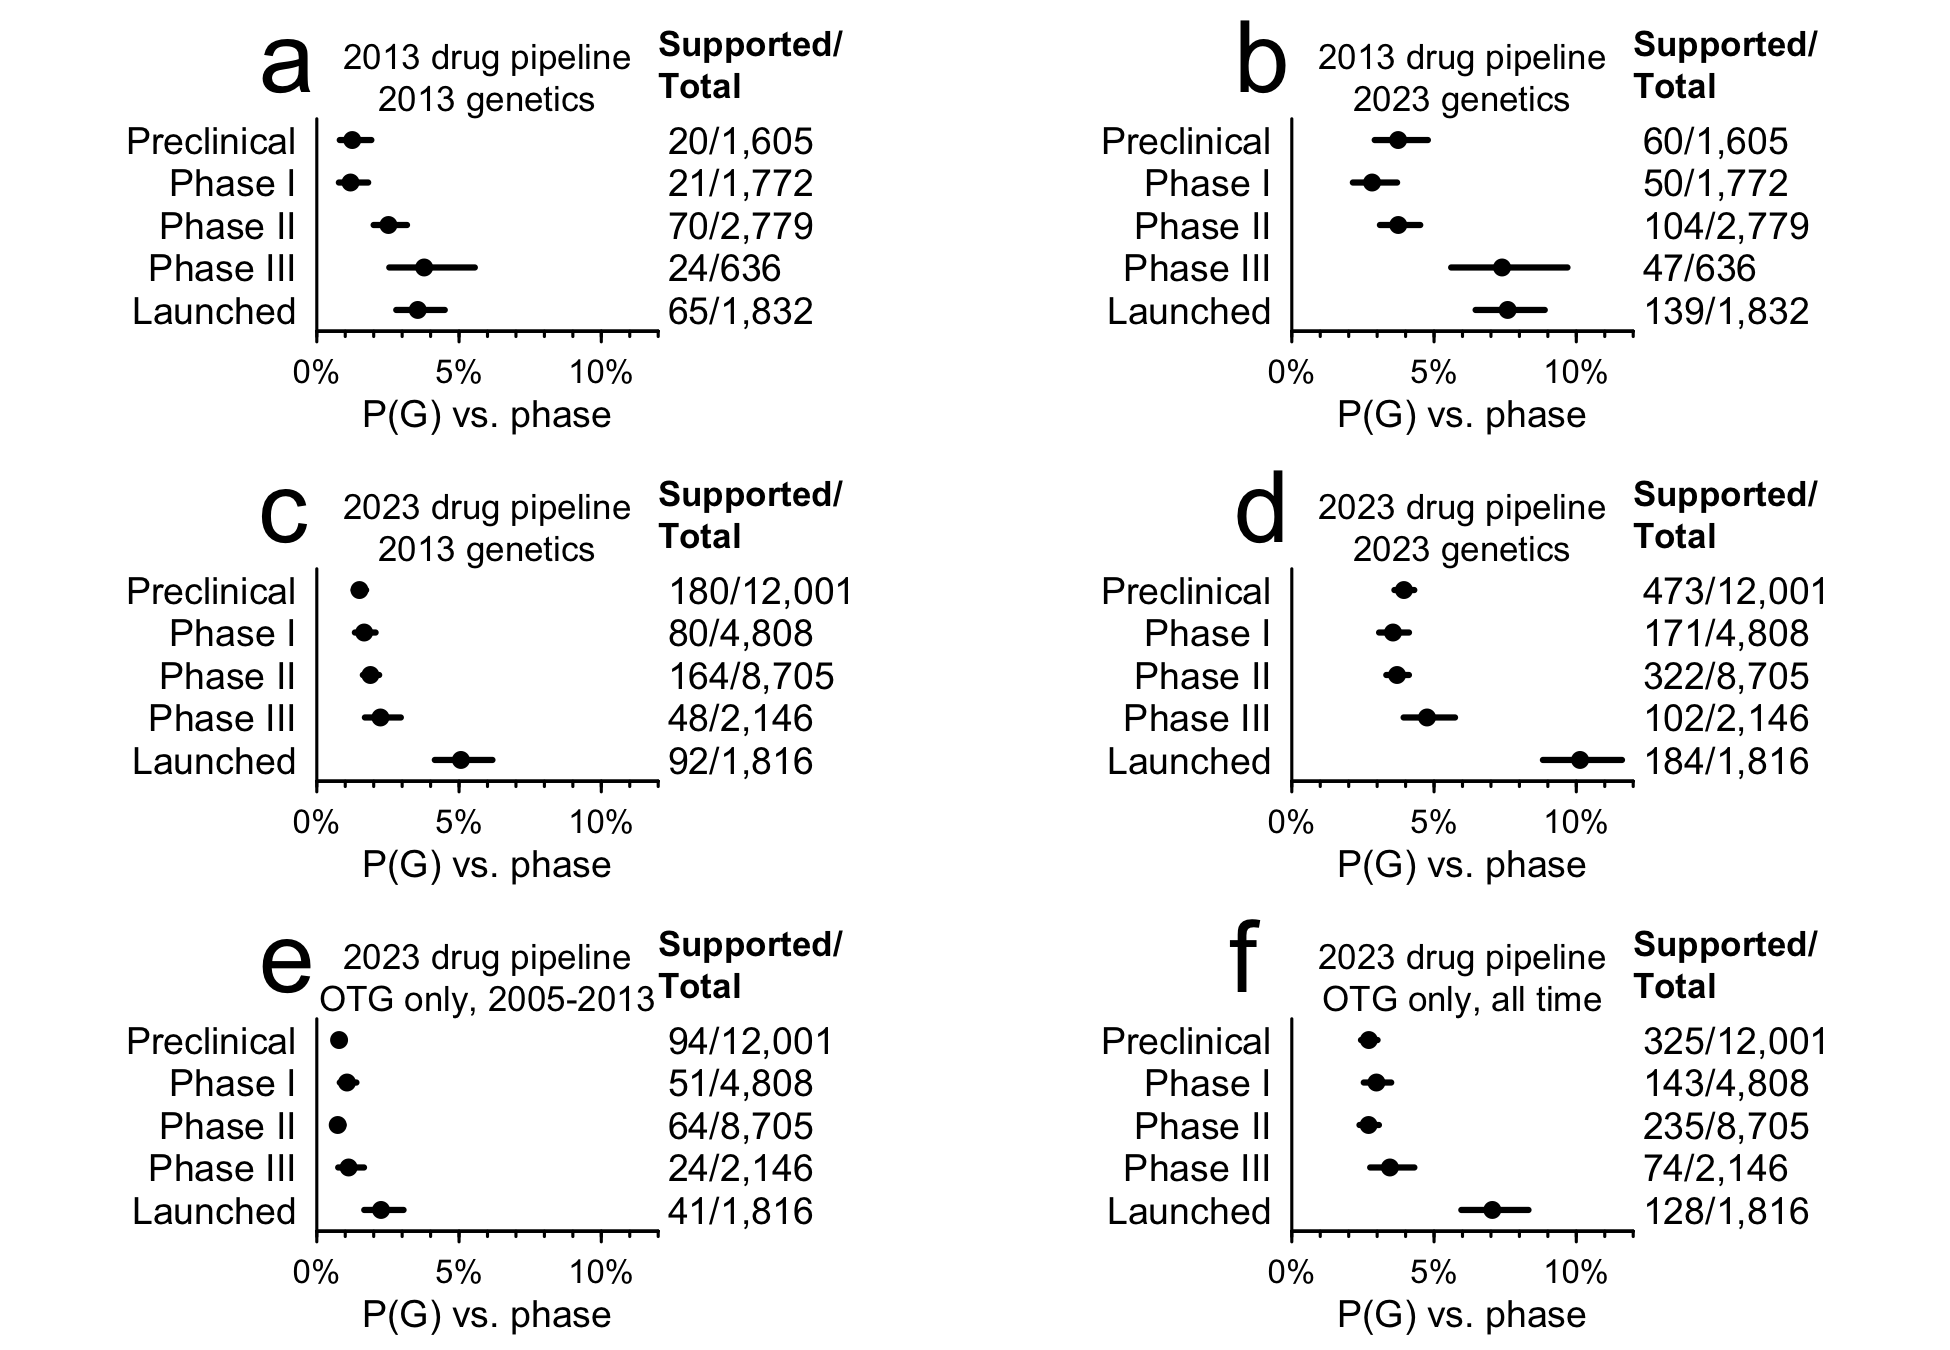 a
2013 drug pipeline
2013 genetics
Supported/
Total
Preclinical 20/1,605
Phase I 21/1,772
Phase II 70/2,779
Phase III 24/636
Launched 65/1,832
0% 5% 10%
P(G) vs. phase
b
2013 drug pipeline
2023 genetics
Supported/
Total
Preclinical 60/1,605
Phase I 50/1,772
Phase II 104/2,779
Phase III 47/636
Launched 139/1,832
0% 5% 10%
P(G) vs. phase
c
2023 drug pipeline
2013 genetics
Supported/
Total
Preclinical 180/12,001
Phase I 80/4,808
Phase II 164/8,705
Phase III 48/2,146
Launched 92/1,816
0% 5% 10%
P(G) vs. phase
d
2023 drug pipeline
2023 genetics
Supported/
Total
Preclinical 473/12,001
Phase I 171/4,808
Phase II 322/8,705
Phase III 102/2,146
Launched 184/1,816
0% 5% 10%
P(G) vs. phase
e
2023 drug pipeline
OTG only, 2005-2013
Supported/
Total
Preclinical 94/12,001
Phase I 51/4,808
Phase II 64/8,705
Phase III 24/2,146
Launched 41/1,816
0% 5% 10%
P(G) vs. phase
f
2023 drug pipeline
OTG only, all time
Supported/
Total
Preclinical 325/12,001
Phase I 143/4,808
Phase II 235/8,705
Phase III 74/2,146
Launched 128/1,816
0% 5% 10%
P(G) vs. phase